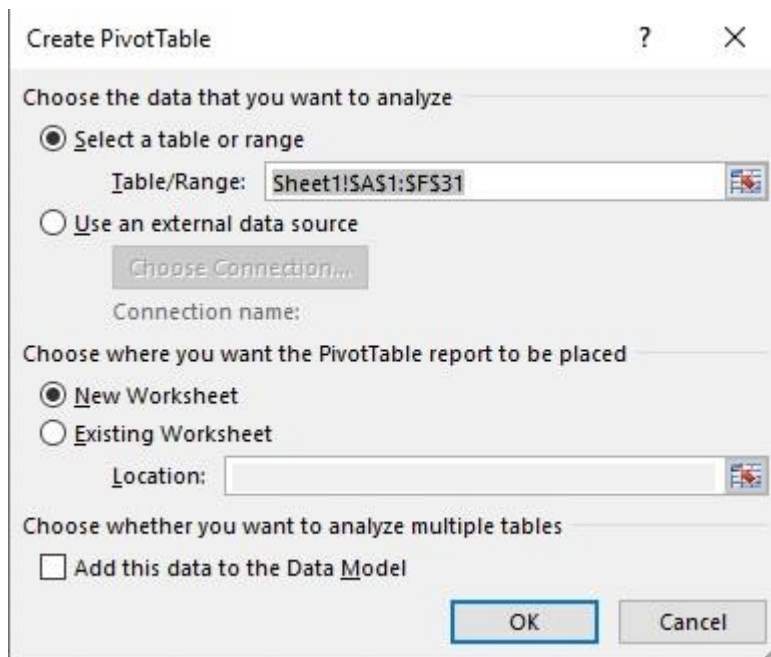 Create PivotTable ?
Choose the data that you want to analyze
Select a table or range
Table/Range: Sheet1!$A$1:$F$31
Use an external data source
Choose Connection...
Connection name:
Choose where you want the PivotTable report to be placed
New Worksheet
Existing Worksheet
Location:
Choose whether you want to analyze multiple tables
Add this data to the Data Model
OK Cancel